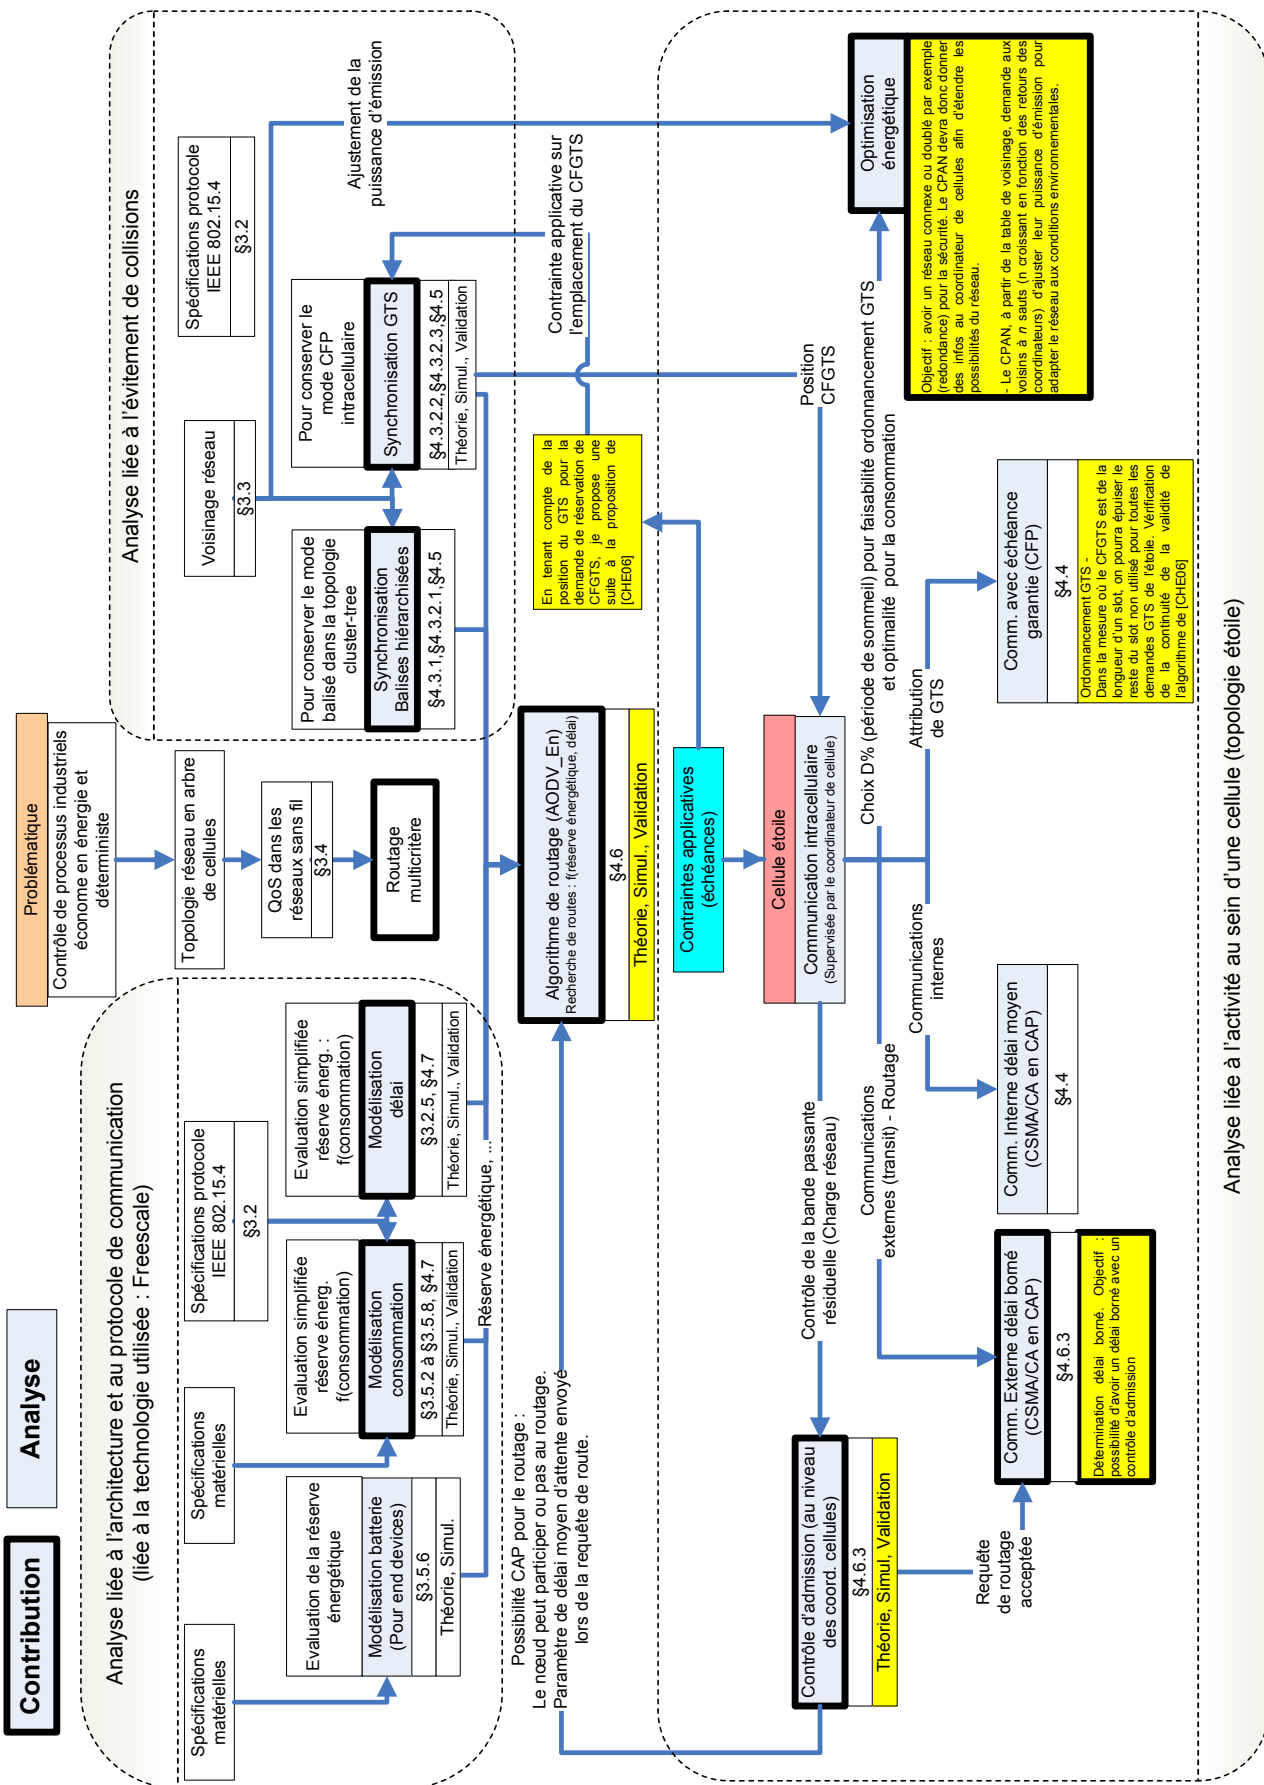 Contribution
Analyse
Analyse liée à l'architecture et au protocole de communication
(liée à la technologie utilisée : Freescale)
Spécifications
matérielles
Evaluation de la réserve
énergétique
Modélisation batterie
(Pour end devices)
§3.5.6
Théorie, Simul.
Spécifications
matérielles
Evaluation simplifiée
réserve énerg.
f(consommation)
Modélisation
consommation
§3.5.2 à §3.5.8, §4.7
Théorie, Simul., Validation
Spécifications protocole
IEEE 802.15.4
§3.2
Evaluation simplifiée
réserve énerg. :
f(consommation)
Modélisation
délai
§3.2.5, §4.7
Théorie, Simul., Validation
Réserve énergétique, ...
Problématique
Contrôle de processus industriels
économe en énergie et
déterministe
Topologie réseau en arbre
de cellules
QoS dans les
réseaux sans fil
§3.4
Routage
multicritère
Analyse liée à l'évitement de collisions
Voisinage réseau
§3.3
Spécifications protocole
IEEE 802.15.4
§3.2
Pour conserver le mode
balisé dans la topologie
cluster-tree
Synchronisation
Balises hiérarchisées
§4.3.1,§4.3.2.1,§4.5
Pour conserver le
mode CFP
intracellulaire
Synchronisation GTS
§4.3.2.2,§4.3.2.3,§4.5
Théorie, Simul., Validation
Ajustement de la
puissance d'émission
Possibilité CAP pour le routage :
Le nœud peut participer ou pas au routage.
Paramètre de délai moyen d'attente envoyé
lors de la requête de route.
Algorithme de routage (AODV_En)
Recherche de routes : f(réserve énergétique, délai)
§4.6
Théorie, Simul., Validation
En tenant compte de la
position du GTS pour la
demande de réservation de
CFGTS, je propose une
suite à la proposition de
[CHE06]
Contrainte applicative sur
l'emplacement du CFGTS
Contraintes applicatives
(échéances)
Cellule étoile
Communication intracellulaire
(Supervisée par le coordinateur de cellule)
Position
CFGTS
Contrôle de la bande passante
résiduelle (Charge réseau)
Communications
externes (transit) - Routage
Choix D% (période de sommeil) pour faisabilité ordonnancement GTS
et optimalité pour la consommation
Communications
internes
Attribution
de GTS
Contrôle d'admission (au niveau
des coord. cellules)
§4.6.3
Théorie, Simul, Validation
Requête
de routage
acceptée
Comm. Externe délai borné
(CSMA/CA en CAP)
§4.6.3
Détermination délai borné. Objectif :
possibilité d'avoir un délai borné avec un
contrôle d'admission
Comm. Interne délai moyen
(CSMA/CA en CAP)
§4.4
Comm. avec échéance
garantie (CFP)
§4.4
Ordonnancement GTS -
Dans la mesure où le CFGTS est de la
longueur d'un slot, on pourra épuiser le
reste du slot non utilisé pour toutes les
demandes GTS de l'étoile. Vérification
de la continuité de la validité de
l'algorithme de [CHE06]
Optimisation
énergétique
Objectif : avoir un réseau connexe ou doublé par exemple
(redondance) pour la sécurité. Le CPAN devra donc donner
des infos au coordinateur de cellules afin d'étendre les
possibilités du réseau.
- Le CPAN, à partir de la table de voisinage, demande aux
voisins à n sauts (n croissant en fonction des retours des
coordinateurs) d'ajuster leur puissance d'émission pour
adapter le réseau aux conditions environnementales.
Analyse liée à l'activité au sein d'une cellule (topologie étoile)